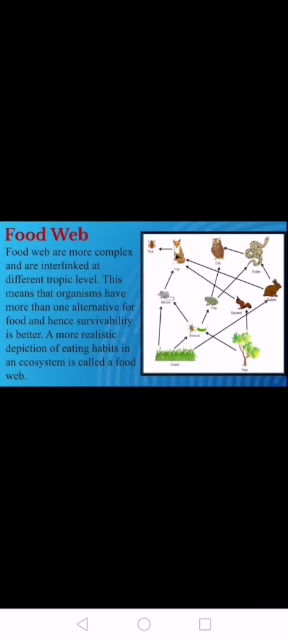 Food Web
Food web are more complex
and are interlinked at
different tropic level. This
means that organisms have
more than one alternative for
food and hence survivability
is better. A more realistic
depiction of eating habits in
an ecosystem is called a food
web.